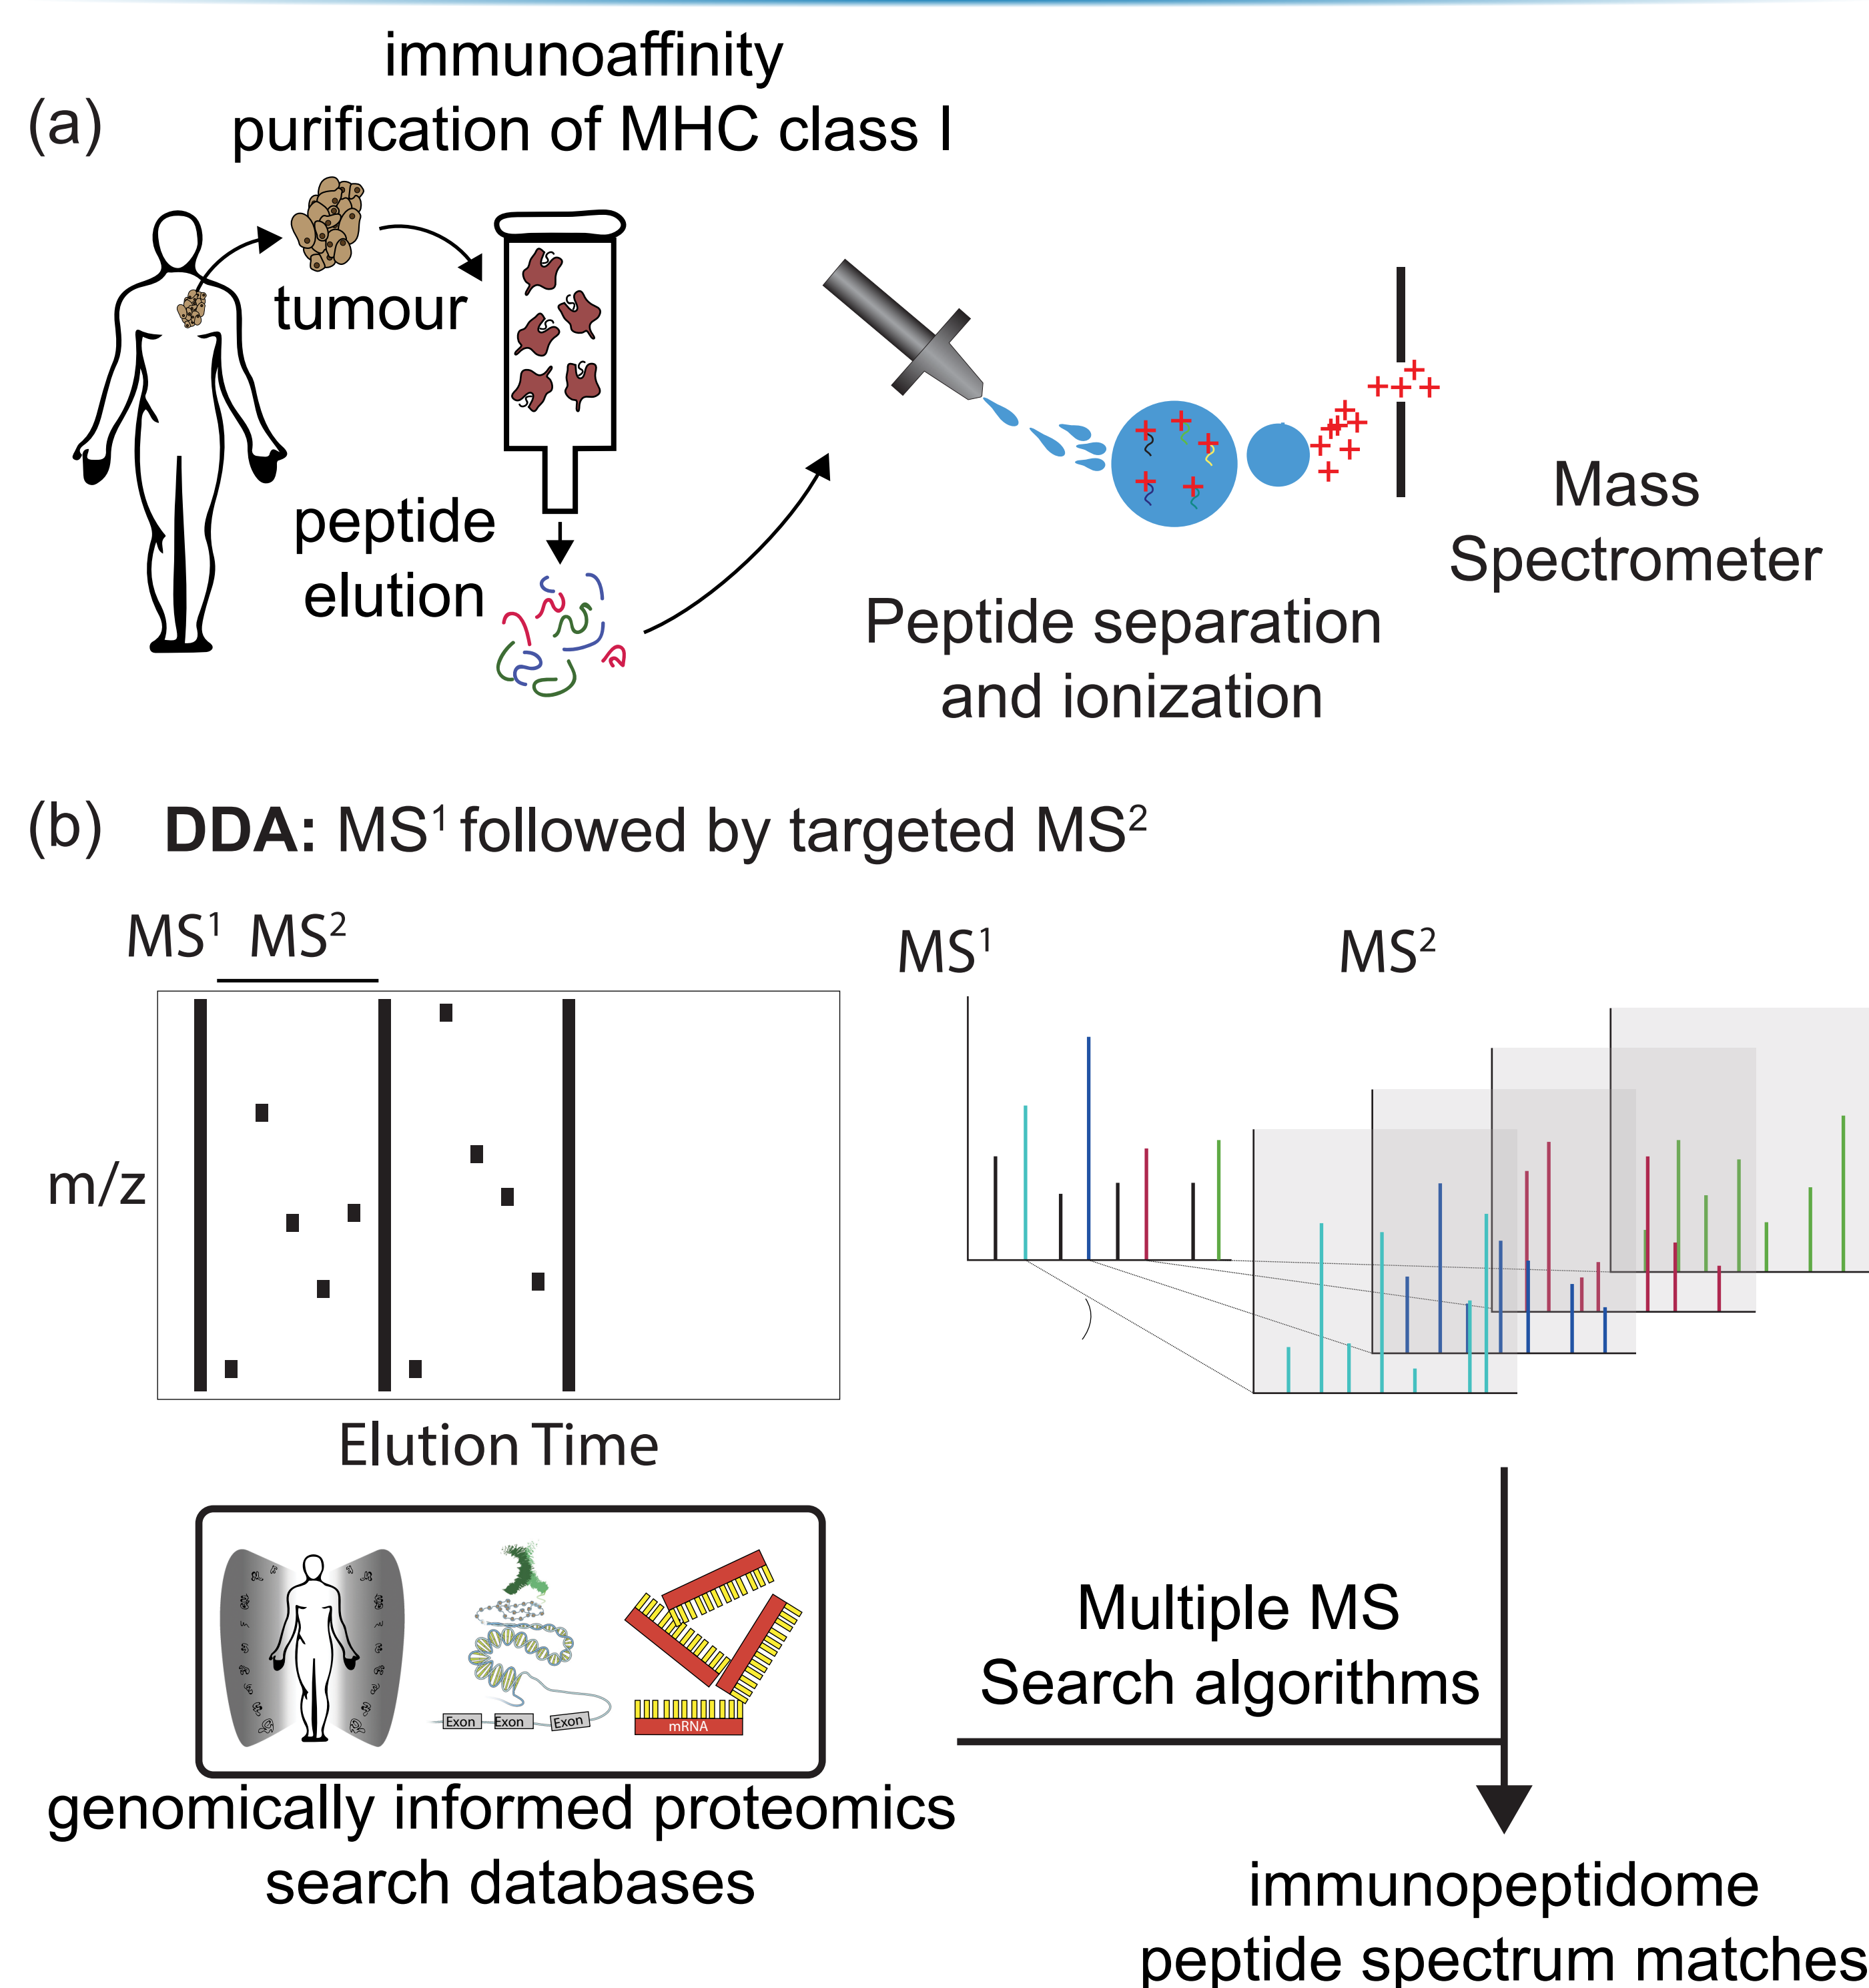 immunoaffinity
purification of MHC class I
(a)
tumour
peptide
elution
Mass
Spectrometer
Peptide separation
and ionization
(b) DDA: MS¹ followed by targeted MS²
MS¹ MS²
m/z
Elution Time
MS¹ MS²
Exon Exon Exon
mRNA
genomically informed proteomics
search databases
Multiple MS
Search algorithms
immunopeptidome
peptide spectrum matches